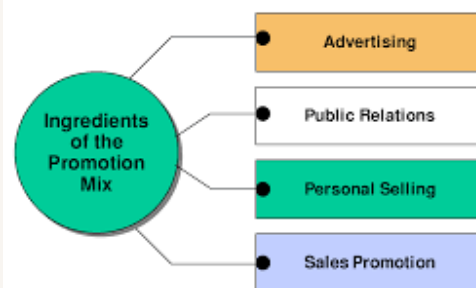 Ingredients
of the
Promotion
Mix
Advertising
Public Relations
Personal Selling
Sales Promotion